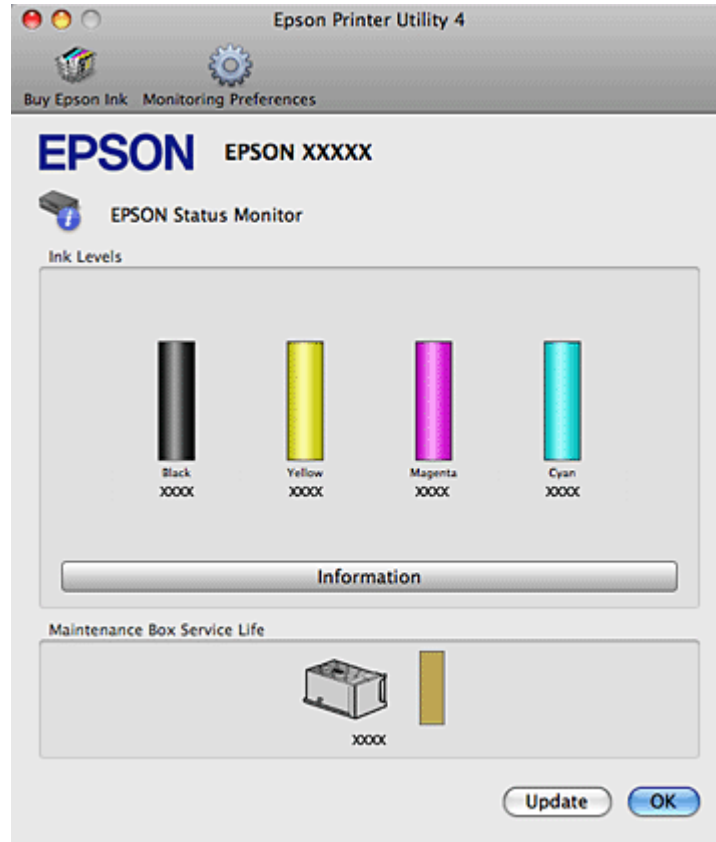 Epson Printer Utility 4
Buy Epson Ink Monitoring Preferences
EPSON EPSON XXXXX
EPSON Status Monitor
Ink Levels
Black Yellow Magenta Cyan
XXXX XXXX XXXX XXXX
Information
Maintenance Box Service Life
XXXX
Update OK